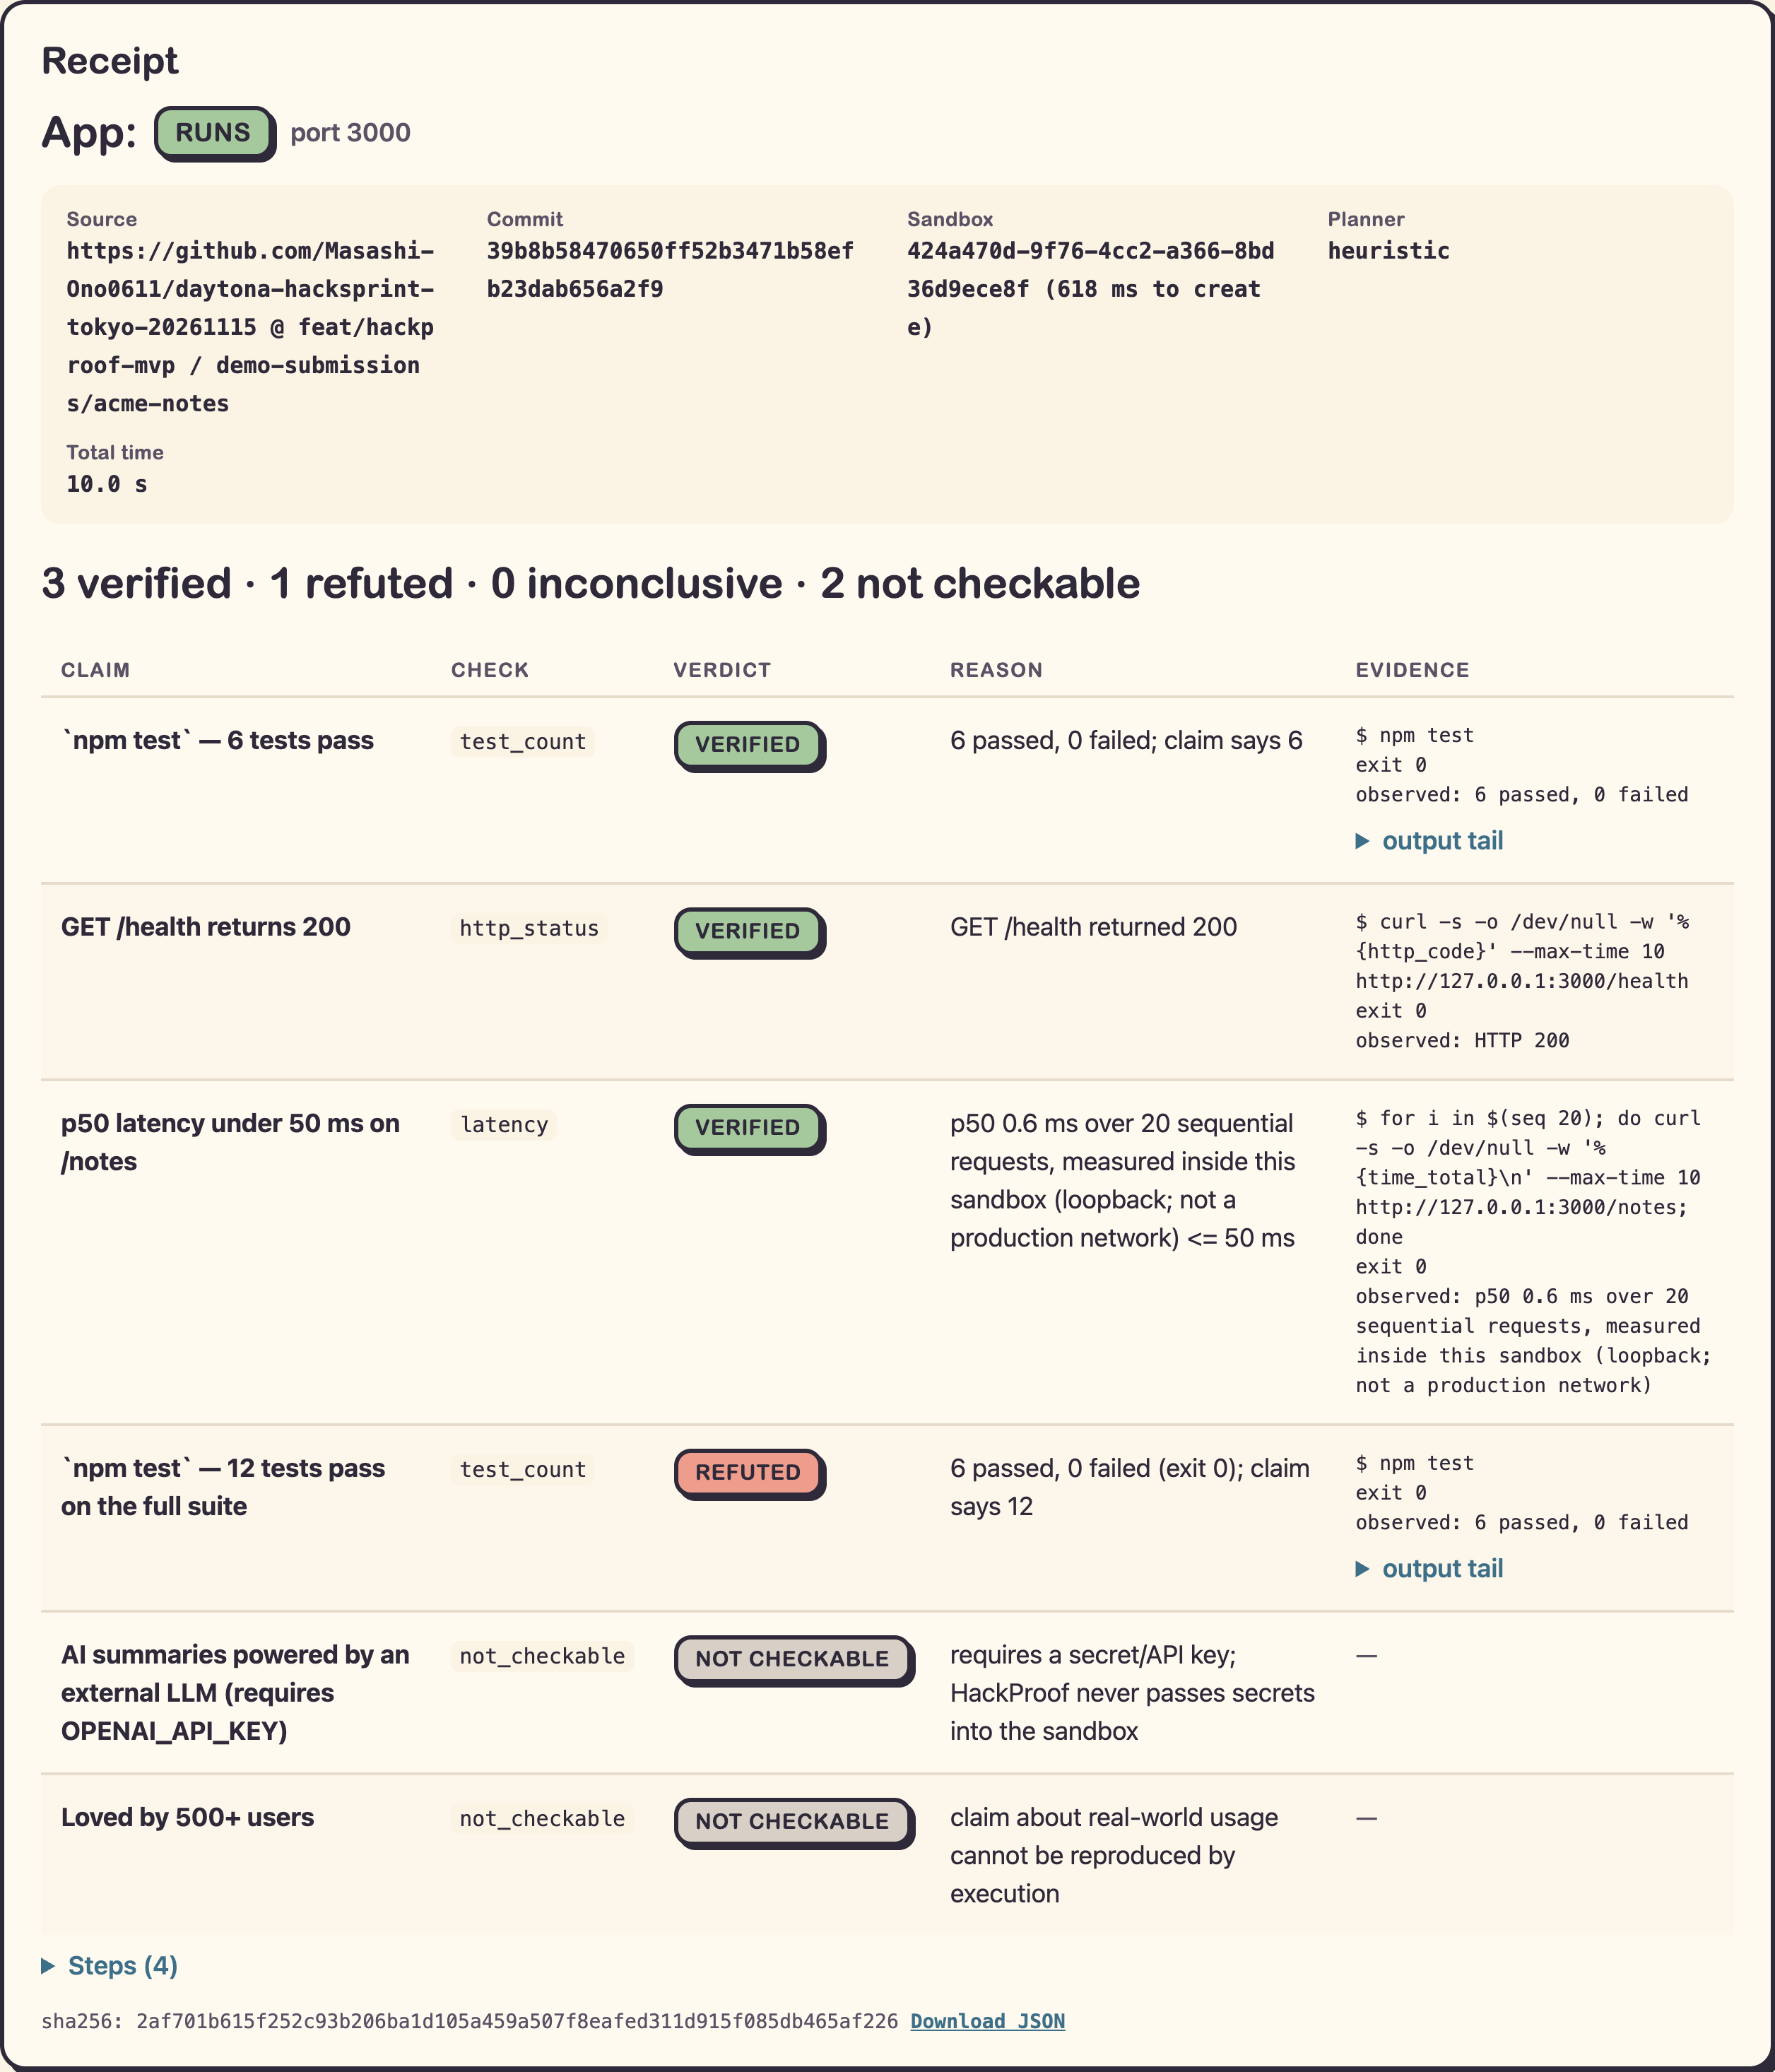 Receipt
App: RUNS port 3000
Source
https://github.com/Masashi-
Ono0611/daytona-hacksprint-
tokyo-20261115 @ feat/hackp
roof-mvp / demo-submission
s/acme-notes
Commit
39b8b58470650ff52b3471b58ef
b23dab656a2f9
Sandbox
424a470d-9f76-4cc2-a366-8bd
36d9ece8f (618 ms to creat
e)
Planner
heuristic
Total time
10.0 s
3 verified · 1 refuted · 0 inconclusive · 2 not checkable
CLAIM CHECK VERDICT REASON EVIDENCE
`npm test` — 6 tests pass
test_count
VERIFIED
6 passed, 0 failed; claim says 6
$ npm test
exit 0
observed: 6 passed, 0 failed
▶ output tail
GET /health returns 200
http_status
VERIFIED
GET /health returned 200
$ curl -s -o /dev/null -w '%
{http_code}' --max-time 10
http://127.0.0.1:3000/health
exit 0
observed: HTTP 200
p50 latency under 50 ms on
/notes
latency
VERIFIED
p50 0.6 ms over 20 sequential
requests, measured inside this
sandbox (loopback; not a
production network) <= 50 ms
$ for i in $(seq 20); do curl
-s -o /dev/null -w '%
{time_total}\n' --max-time 10
http://127.0.0.1:3000/notes;
done
exit 0
observed: p50 0.6 ms over 20
sequential requests, measured
inside this sandbox (loopback;
not a production network)
`npm test` — 12 tests pass
on the full suite
test_count
REFUTED
6 passed, 0 failed (exit 0); claim
says 12
$ npm test
exit 0
observed: 6 passed, 0 failed
▶ output tail
AI summaries powered by an
external LLM (requires
OPENAI_API_KEY)
not_checkable
NOT CHECKABLE
requires a secret/API key;
HackProof never passes secrets
into the sandbox
—
Loved by 500+ users
not_checkable
NOT CHECKABLE
claim about real-world usage
cannot be reproduced by
execution
—
▶ Steps (4)
sha256: 2af701b615f252c93b206ba1d105a459a507f8eafed311d915f085db465af226 Download JSON